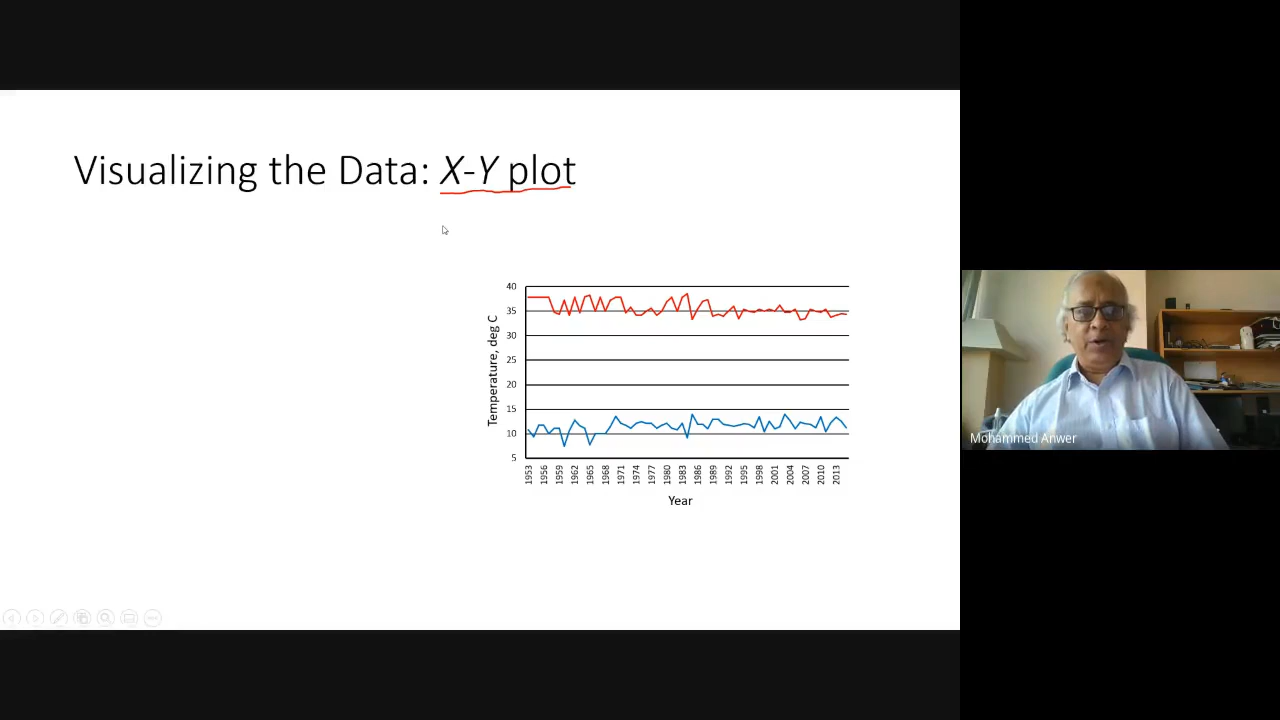 Visualizing the Data: X-Y plot
40
35
30
25
20
15
10
5
Temperature, deg C
1953 1956 1959 1962 1965 1968 1971 1974 1977 1980 1983 1986 1989 1992 1995 1998 2001 2004 2007 2010 2013
Year
Mohammed Anwer